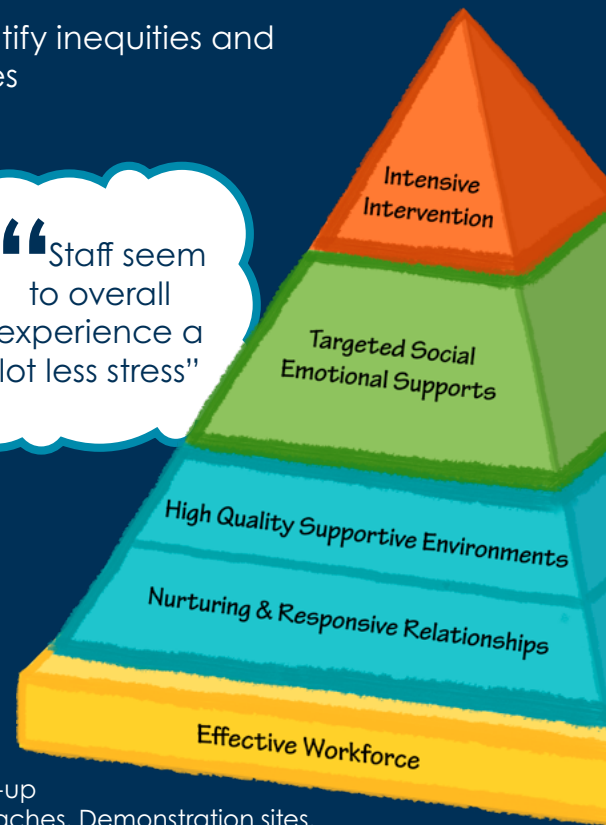 tify inequities and
es
“Staff seem
to overall
experience a
lot less stress”
Intensive
Intervention
Targeted Social
Emotional Supports
High Quality Supportive Environments
Nurturing & Responsive Relationships
Effective Workforce
-up
aches, Demonstration sites